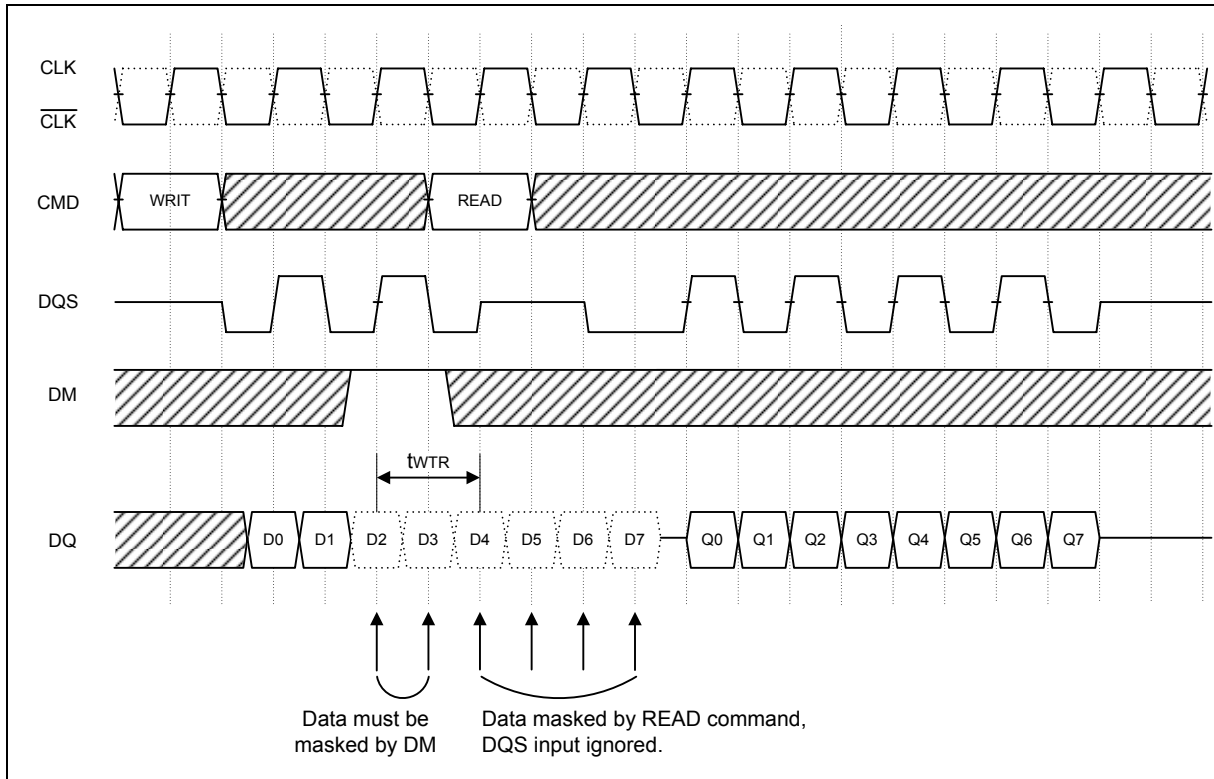 CLK
CLK
CMD WRIT READ
DQS
DM
tWTR
DQ D0 D1 D2 D3 D4 D5 D6 D7 Q0 Q1 Q2 Q3 Q4 Q5 Q6 Q7
Data must be
masked by DM
Data masked by READ command,
DQS input ignored.